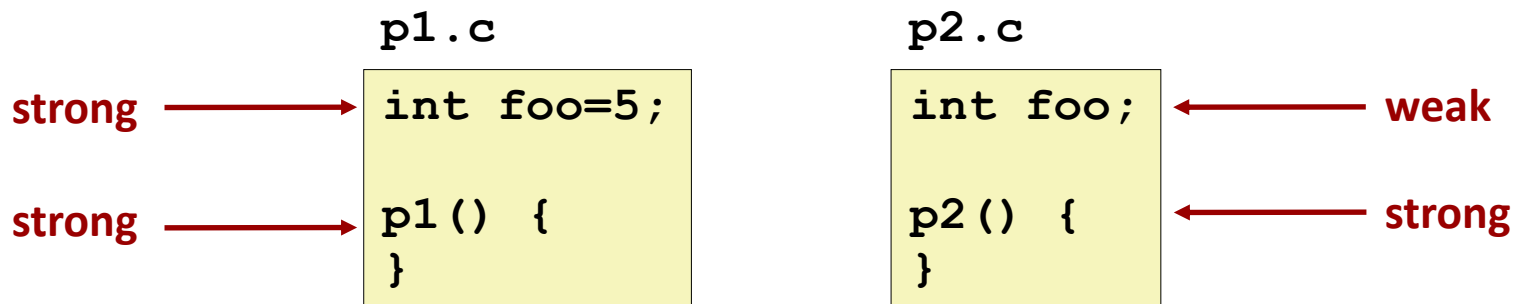 p1.c
p2.c
strong
int foo=5;
int foo;
weak
strong
p1() {
p2() {
strong
}
}